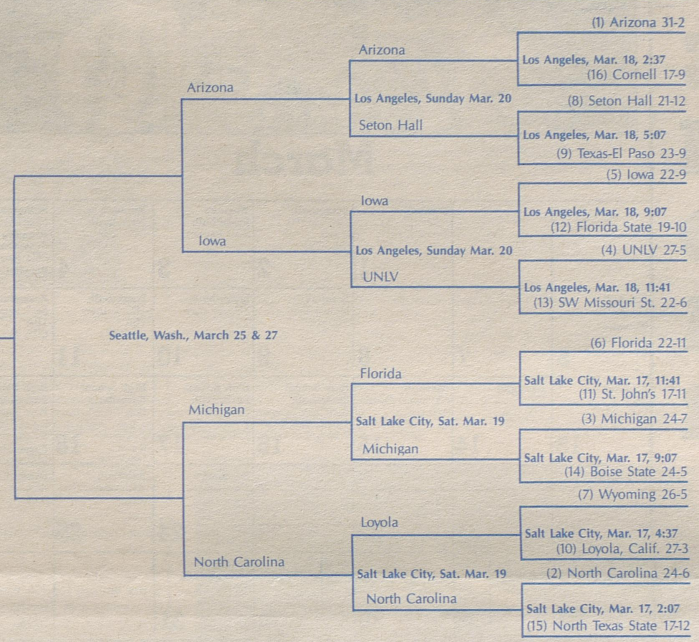 (1) Arizona 31-2
Arizona
Los Angeles, Mar. 18, 2:37
(16) Cornell 17-9
Arizona
Los Angeles, Sunday Mar. 20
(8) Seton Hall 21-12
Seton Hall
Los Angeles, Mar. 18, 5:07
(9) Texas-El Paso 23-9
(5) Iowa 22-9
Iowa
Los Angeles, Mar. 18, 9:07
(12) Florida State 19-10
Iowa
Los Angeles, Sunday Mar. 20
(4) UNLV 27-5
UNLV
Los Angeles, Mar. 18, 11:41
(13) SW Missouri St. 22-6
Seattle, Wash., March 25 & 27
(6) Florida 22-11
Florida
Salt Lake City, Mar. 17, 11:41
(11) St. John's 17-11
Michigan
Salt Lake City, Sat. Mar. 19
(3) Michigan 24-7
Michigan
Salt Lake City, Mar. 17, 9:07
(14) Boise State 24-5
(7) Wyoming 26-5
Loyola
Salt Lake City, Mar. 17, 4:37
(10) Loyola, Calif. 27-3
North Carolina
Salt Lake City, Sat. Mar. 19
(2) North Carolina 24-6
North Carolina
Salt Lake City, Mar. 17, 2:07
(15) North Texas State 17-12